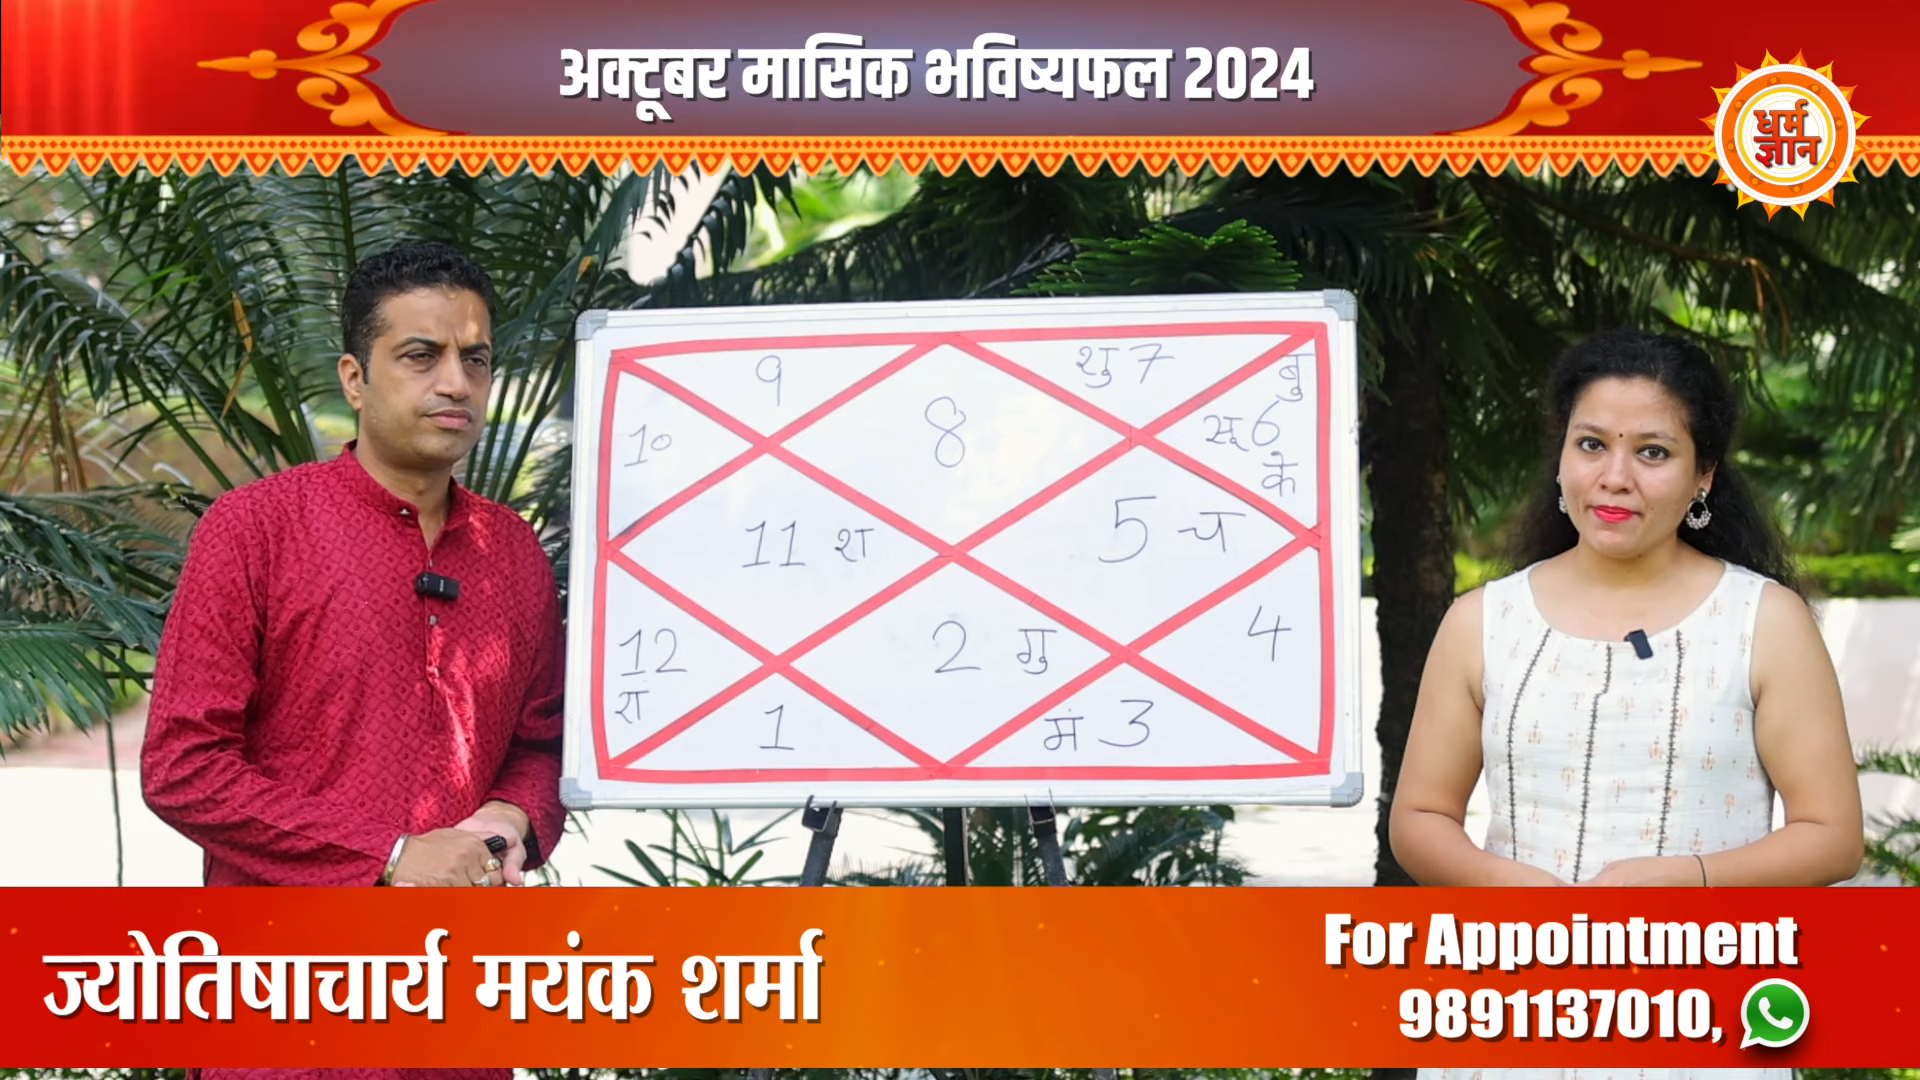 अक्टूबर मासिक भविष्यफल 2024
धर्म
ज्ञान
9
शु 7
बु
10
8
सू 6
के
11 श
5 च
12
2 गु
4
रा
1
मं 3
ज्योतिषाचार्य मयंक शर्मा
For Appointment
9891137010,